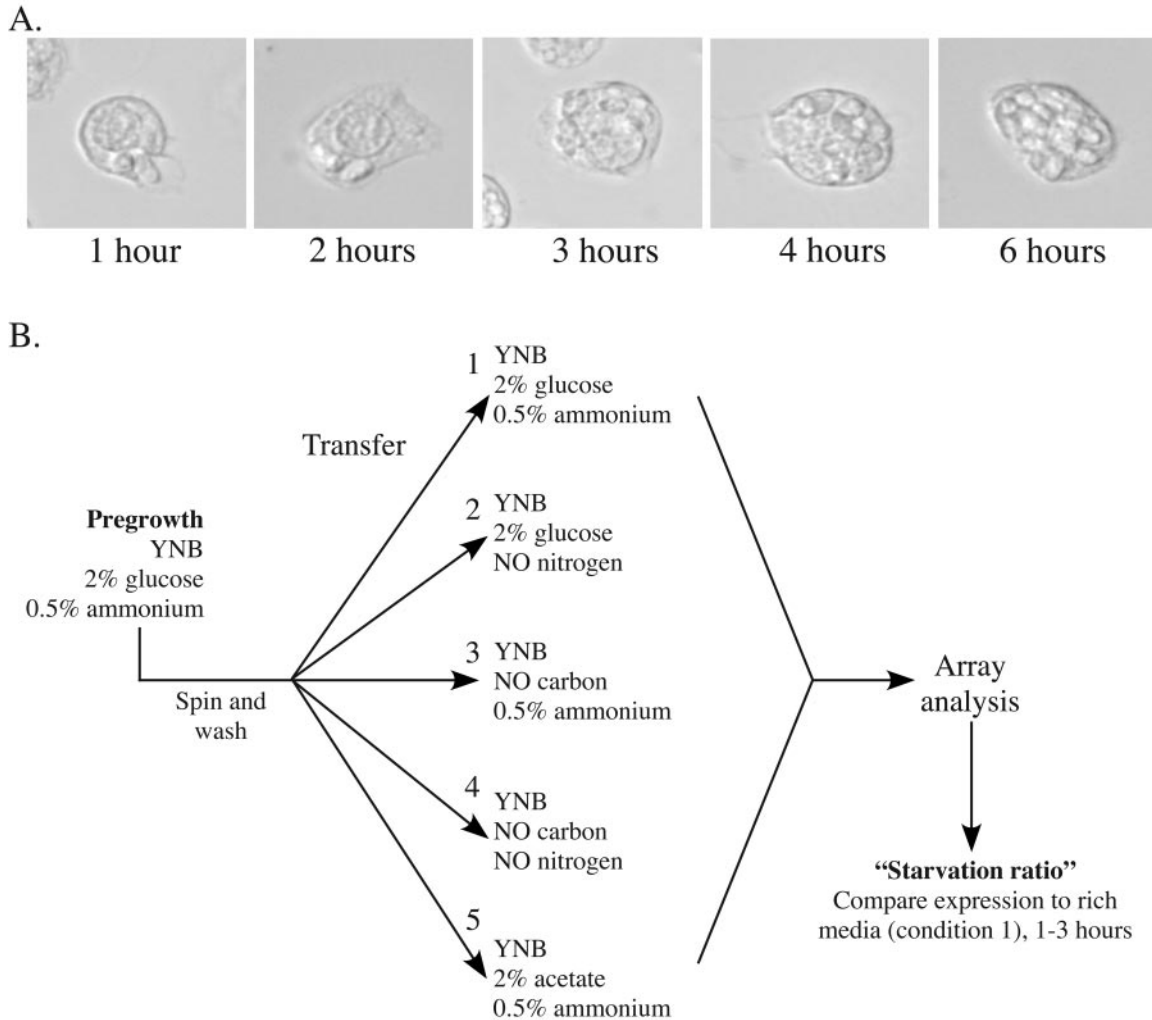 A.
1 hour
2 hours
3 hours
4 hours
6 hours
B.
Pregrowth
YNB
2% glucose
0.5% ammonium
Spin and
wash
Transfer
1
YNB
2% glucose
0.5% ammonium
2
YNB
2% glucose
NO nitrogen
3
YNB
NO carbon
0.5% ammonium
4
YNB
NO carbon
NO nitrogen
5
YNB
2% acetate
0.5% ammonium
Array
analysis
“Starvation ratio”
Compare expression to rich
media (condition 1), 1-3 hours